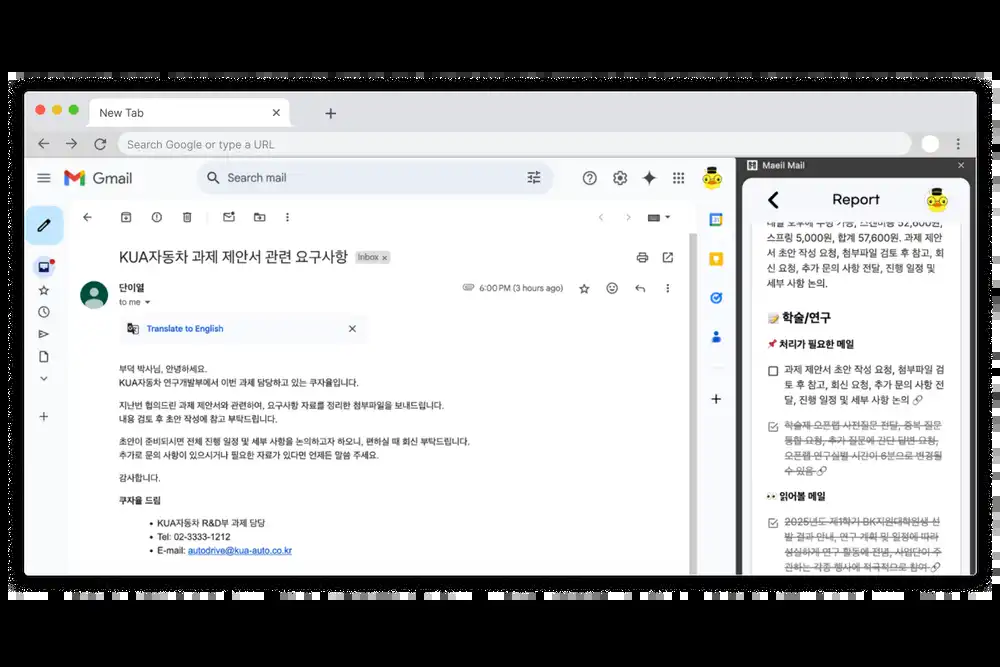 New Tab
Search Google or type a URL
Gmail
Search mail
KUA자동차 과제 제안서 관련 요구사항 Inbox x
단이열
to me
6:00 PM (3 hours ago)
Translate to English
부덕 박사님, 안녕하세요.
KUA자동차 연구개발부에서 이번 과제 담당하고 있는 쿠자율입니다.
지난번 협의드린 과제 제안서와 관련하여, 요구사항 자료를 정리한 첨부파일을 보내드립니다.
내용 검토 후 초안 작성에 참고 부탁드립니다.
초안이 준비되시면 전체 진행 일정 및 세부 사항을 논의하고자 하오니, 편하실 때 회신 부탁드립니다.
추가로 문의 사항이 있으시거나 필요한 자료가 있다면 언제든 말씀 주세요.
감사합니다.
쿠자율 드림
• KUA자동차 R&D부 과제 담당
• Tel: 02-3333-1212
• E-mail: autodrive@kua-auto.co.kr
Maeil Mail
Report
스프링 5,000원, 합계 57,600원. 과제 제안
서 초안 작성 요청, 첨부파일 검토 후 참고, 회
신 요청, 추가 문의 사항 전달, 진행 일정 및
세부 사항 논의.
학술/연구
처리가 필요한 메일
과제 제안서 초안 작성 요청, 첨부파일 검
토 후 참고, 회신 요청, 추가 문의 사항 전
달, 진행 일정 및 세부 사항 논의
학술제 오픈랩 사전질문 전달, 중복 질문
통합 요청, 추가 질문에 간단 답변 요청,
오픈랩 연구실별 시간이 6분으로 변경될
수 있음
읽어볼 메일
2025년도 제1학기 BK지원대학원생 선
발 결과 안내, 연구 계획 및 일정에 따라
성실하게 연구 활동에 전념, 사업단이 주
관하는 각종 행사에 적극적으로 참여